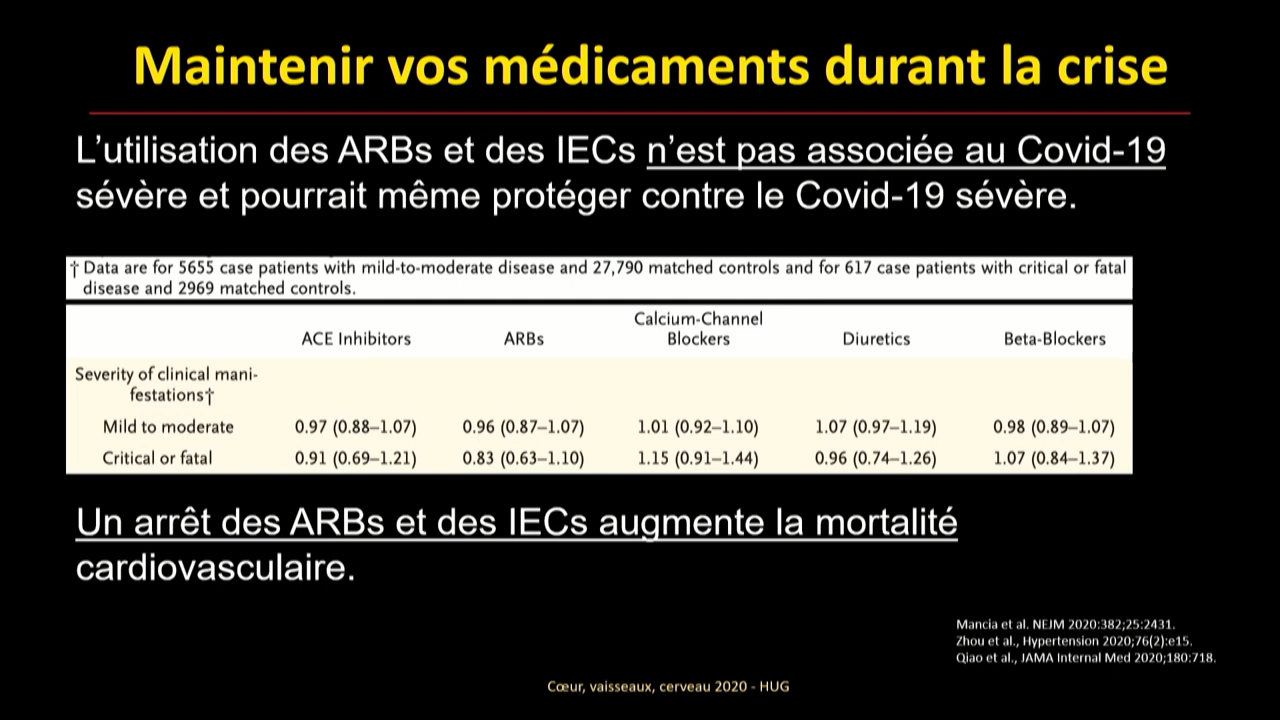 Maintenir vos médicaments durant la crise
L’utilisation des ARBs et des IECs n’est pas associée au Covid-19
sévère et pourrait même protéger contre le Covid-19 sévère.
† Data are for 5655 case patients with mild-to-moderate disease and 27,790 matched controls and for 617 case patients with critical or fatal
disease and 2969 matched controls.
ACE Inhibitors ARBs Calcium-Channel Blockers Diuretics Beta-Blockers
Severity of clinical mani-
festations†
Mild to moderate 0.97 (0.88–1.07) 0.96 (0.87–1.07) 1.01 (0.92–1.10) 1.07 (0.97–1.19) 0.98 (0.89–1.07)
Critical or fatal 0.91 (0.69–1.21) 0.83 (0.63–1.10) 1.15 (0.91–1.44) 0.96 (0.74–1.26) 1.07 (0.84–1.37)
Un arrêt des ARBs et des IECs augmente la mortalité
cardiovasculaire.
Mancia et al. NEJM 2020:382;25:2431.
Zhou et al., Hypertension 2020;76(2):e15.
Qiao et al., JAMA Internal Med 2020;180:718.
Cœur, vaisseaux, cerveau 2020 - HUG